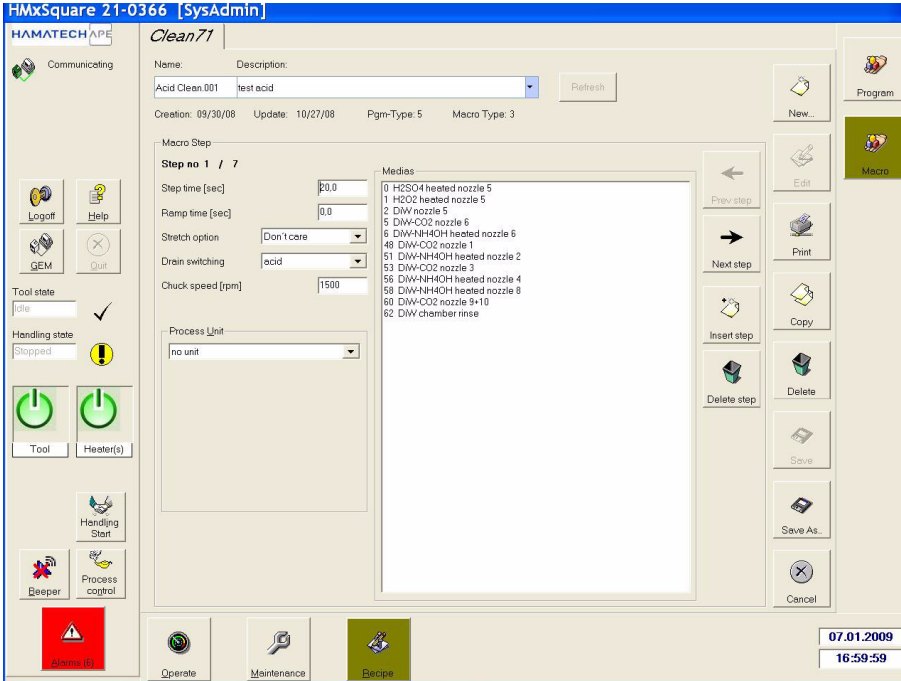 HMxSquare 21-0366 [SysAdmin]
HAMATECH APE
Communicating
Logoff
Help
GEM
Quit
Tool state
Idle
Handling state
Stopped
Tool
Heater(s)
Handling
Start
Beeper
Process
control
Alarms (6)
Clean71
Name: Description:
Acid Clean.001 test acid
Refresh
Creation: 09/30/08 Update: 10/27/08 Pgm-Type: 5 Macro Type: 3
Macro Step
Step no 1 / 7
Step time [sec] 20,0
Ramp time [sec] 0,0
Stretch option Don't care
Drain switching acid
Chuck speed [rpm] 1500
Process Unit
no unit
Medias
0 H2SO4 heated nozzle 5
1 H2O2 heated nozzle 5
2 DiW nozzle 5
5 DiW-CO2 nozzle 6
6 DiW-NH4OH heated nozzle 6
48 DiW-CO2 nozzle 1
51 DiW-NH4OH heated nozzle 2
53 DiW-CO2 nozzle 3
56 DiW-NH4OH heated nozzle 4
58 DiW-NH4OH heated nozzle 8
60 DiW-CO2 nozzle 9+10
62 DiW chamber rinse
Prev step
Next step
Insert step
Delete step
New...
Edit
Print
Copy
Delete
Save
Save As..
Cancel
Program
Macro
Operate
Maintenance
Recipe
07.01.2009
16:59:59